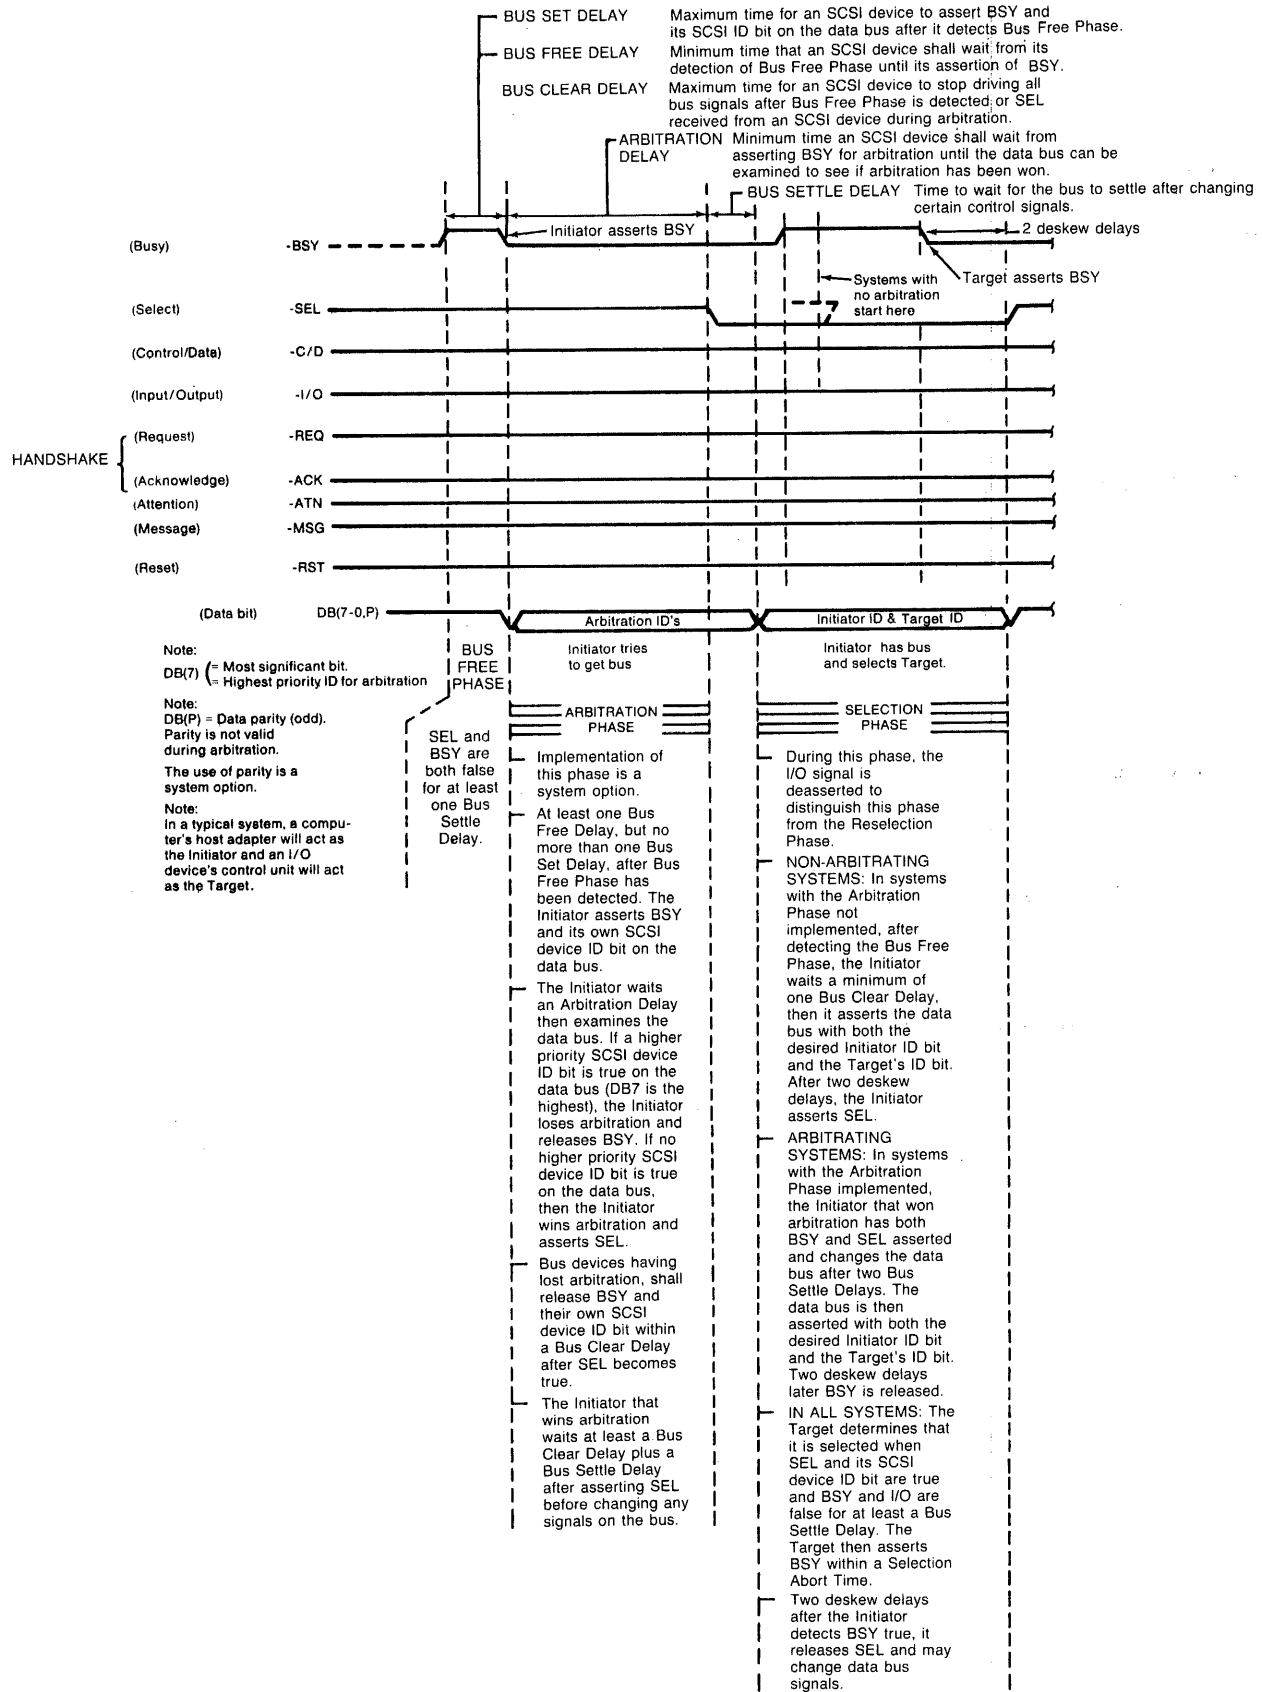 BUS SET DELAY Maximum time for an SCSI device to assert BSY and
its SCSI ID bit on the data bus after it detects Bus Free Phase.
BUS FREE DELAY Minimum time that an SCSI device shall wait from its
detection of Bus Free Phase until its assertion of BSY.
BUS CLEAR DELAY Maximum time for an SCSI device to stop driving all
bus signals after Bus Free Phase is detected or SEL
received from an SCSI device during arbitration.
ARBITRATION DELAY Minimum time an SCSI device shall wait from
asserting BSY for arbitration until the data bus can be
examined to see if arbitration has been won.
BUS SETTLE DELAY Time to wait for the bus to settle after changing
certain control signals.
Initiator asserts BSY
2 deskew delays
(Busy) -BSY
Target asserts BSY
Systems with
no arbitration
start here
(Select) -SEL
(Control/Data) -C/D
(Input/Output) -I/O
HANDSHAKE
(Request) -REQ
(Acknowledge) -ACK
(Attention) -ATN
(Message) -MSG
(Reset) -RST
(Data bit) DB(7-0,P)
Arbitration ID's
Initiator ID & Target ID
Note:
DB(7) (= Most significant bit.
(= Highest priority ID for arbitration
Note:
DB(P) = Data parity (odd).
Parity is not valid
during arbitration.
The use of parity is a
system option.
Note:
In a typical system, a compu-
ter's host adapter will act as
the Initiator and an I/O
device's control unit will act
as the Target.
BUS
FREE
PHASE
SEL and
BSY are
both false
for at least
one Bus
Settle
Delay.
Initiator tries
to get bus
ARBITRATION
PHASE
Implementation of
this phase is a
system option.
At least one Bus
Free Delay, but no
more than one Bus
Set Delay, after Bus
Free Phase has
been detected. The
Initiator asserts BSY
and its own SCSI
device ID bit on the
data bus.
The Initiator waits
an Arbitration Delay
then examines the
data bus. If a higher
priority SCSI device
ID bit is true on the
data bus (DB7 is the
highest), the Initiator
loses arbitration and
releases BSY. If no
higher priority SCSI
device ID bit is true
on the data bus,
then the Initiator
wins arbitration and
asserts SEL.
Bus devices having
lost arbitration, shall
release BSY and
their own SCSI
device ID bit within
a Bus Clear Delay
after SEL becomes
true.
The Initiator that
wins arbitration
waits at least a Bus
Clear Delay plus a
Bus Settle Delay
after asserting SEL
before changing any
signals on the bus.
Initiator has bus
and selects Target.
SELECTION
PHASE
During this phase, the
I/O signal is
deasserted to
distinguish this phase
from the Reselection
Phase.
NON-ARBITRATING
SYSTEMS: In systems
with the Arbitration
Phase not
implemented, after
detecting the Bus Free
Phase, the Initiator
waits a minimum of
one Bus Clear Delay,
then it asserts the data
bus with both the
desired Initiator ID bit
and the Target's ID bit.
After two deskew
delays, the Initiator
asserts SEL.
ARBITRATING
SYSTEMS: In systems
with the Arbitration
Phase implemented,
the Initiator that won
arbitration has both
BSY and SEL asserted
and changes the data
bus after two Bus
Settle Delays. The
data bus is then
asserted with both the
desired Initiator ID bit
and the Target's ID bit.
Two deskew delays
later BSY is released.
IN ALL SYSTEMS: The
Target determines that
it is selected when
SEL and its SCSI
device ID bit are true
and BSY and I/O are
false for at least a Bus
Settle Delay. The
Target then asserts
BSY within a Selection
Abort Time.
Two deskew delays
after the Initiator
detects BSY true, it
releases SEL and may
change data bus
signals.